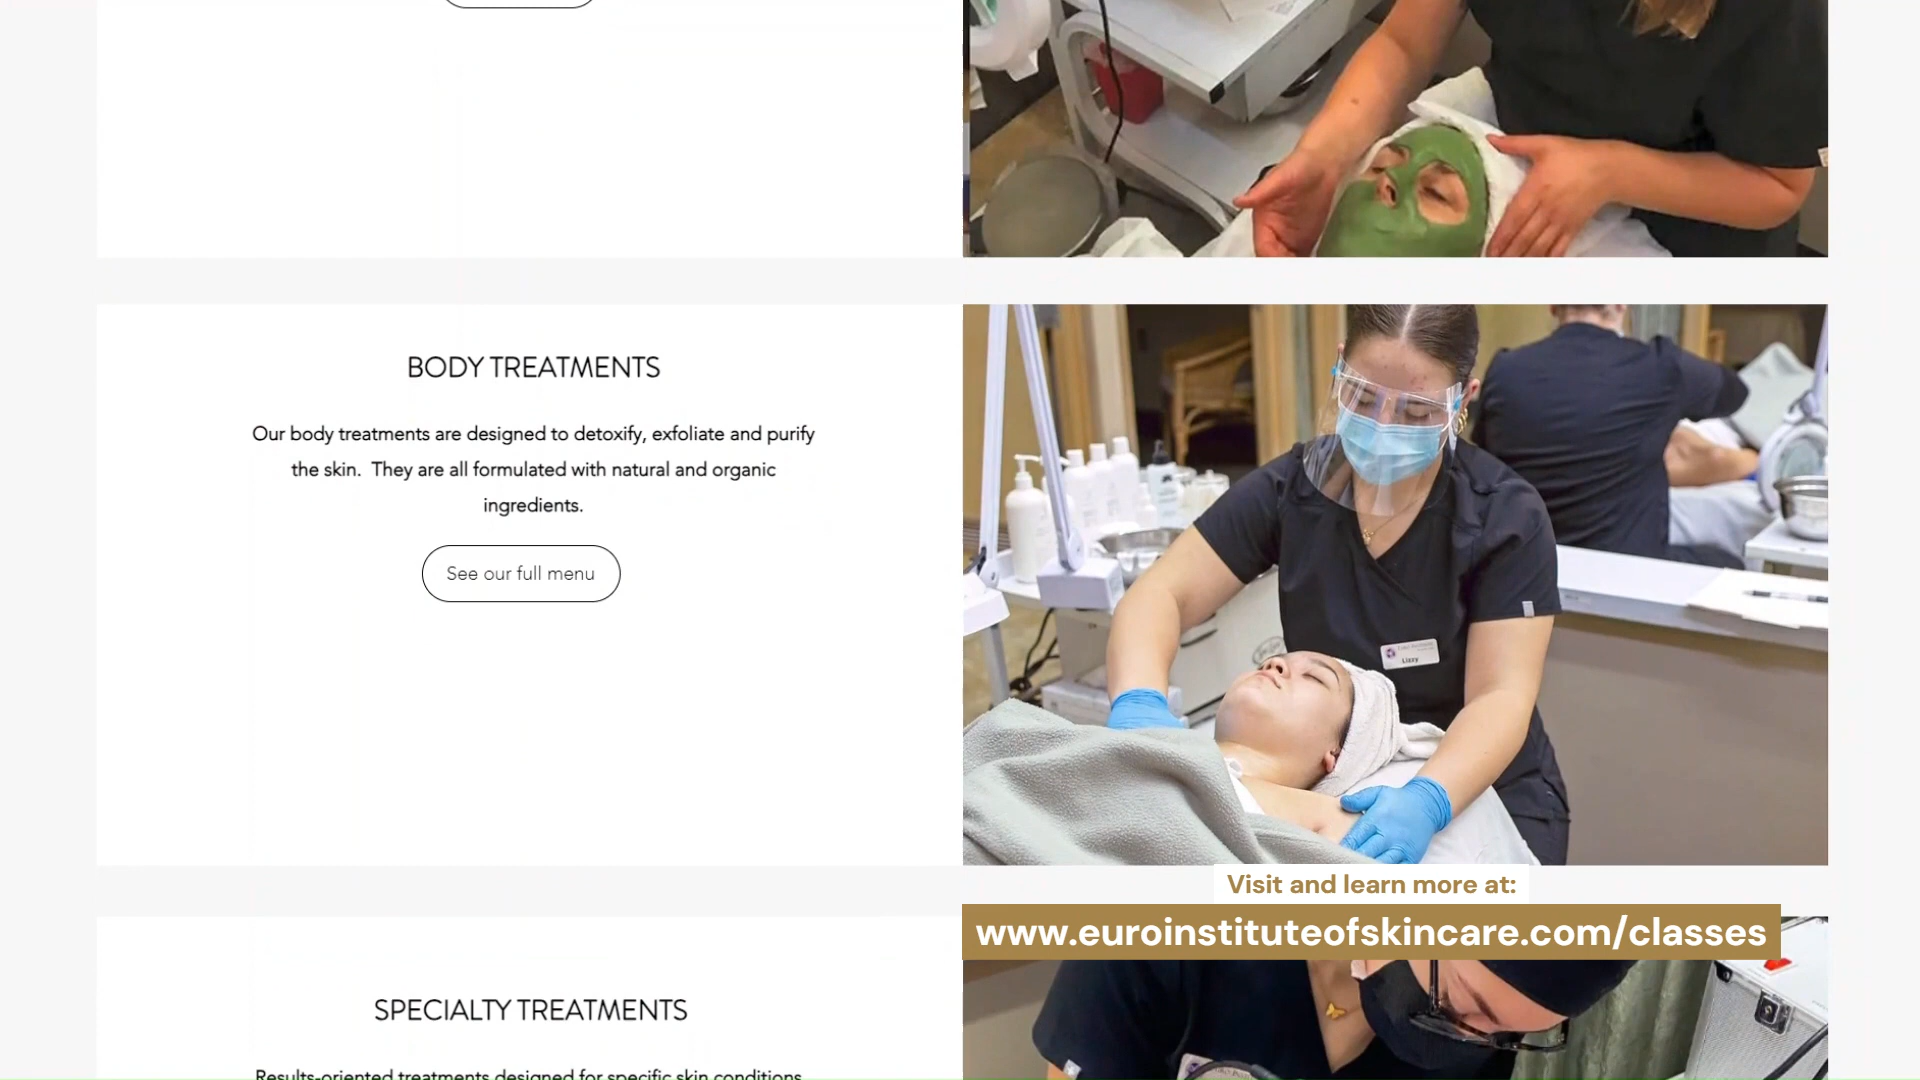 BODY TREATMENTS
Our body treatments are designed to detoxify, exfoliate and purify
the skin.  They are all formulated with natural and organic
ingredients.
See our full menu
Lizzy
Visit and learn more at:
www.euroinstituteofskincare.com/classes
SPECIALTY TREATMENTS
Results-oriented treatments designed for specific skin conditions